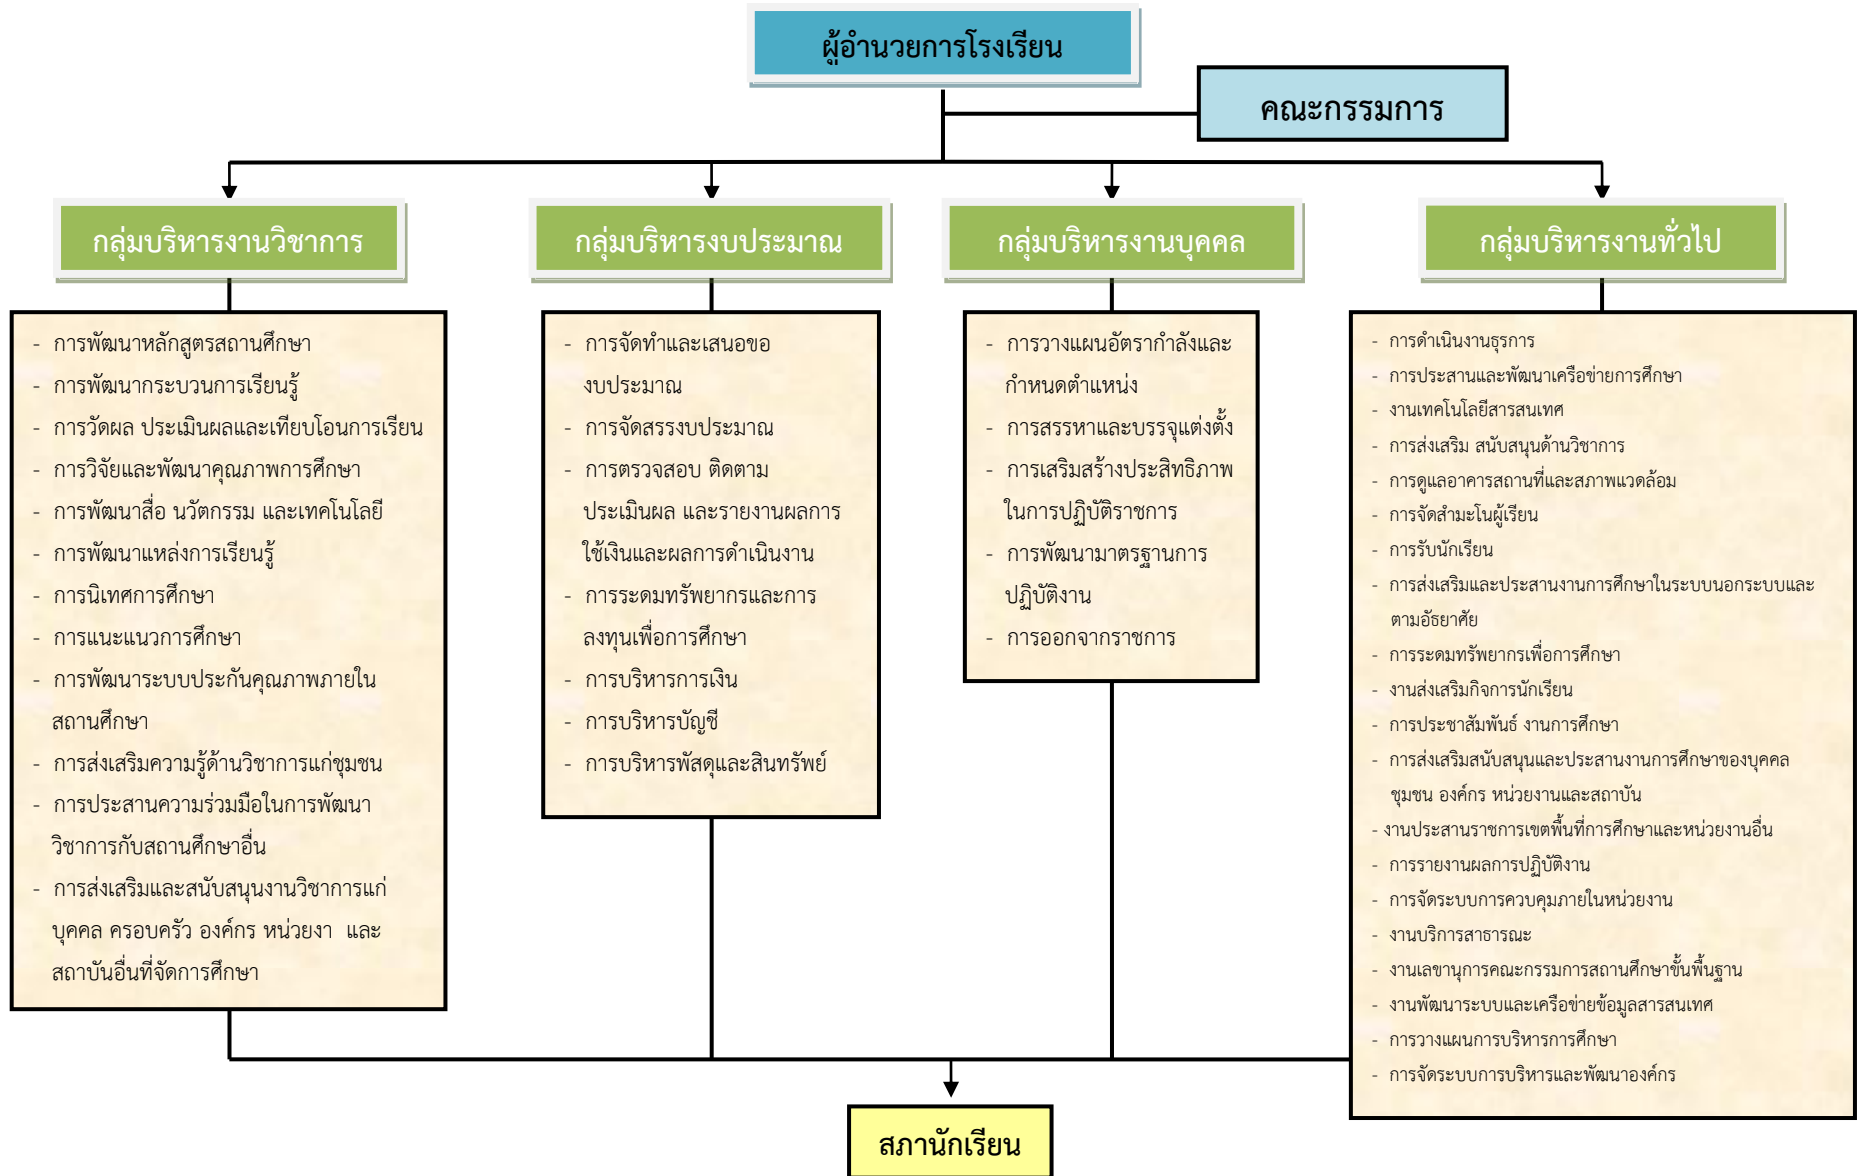 ผู้อำนวยการโรงเรียน
คณะกรรมการ
กลุ่มบริหารงานวิชาการ
กลุ่มบริหารงบประมาณ
กลุ่มบริหารงานบุคคล
กลุ่มบริหารงานทั่วไป
- การพัฒนาหลักสูตรสถานศึกษา
- การพัฒนากระบวนการเรียนรู้
- การวัดผล ประเมินผลและเทียบโอนการเรียน
- การวิจัยและพัฒนาคุณภาพการศึกษา
- การพัฒนาสื่อ นวัตกรรม และเทคโนโลยี
- การพัฒนาแหล่งการเรียนรู้
- การนิเทศการศึกษา
- การแนะแนวการศึกษา
- การพัฒนาระบบประกันคุณภาพภายใน
สถานศึกษา
- การส่งเสริมความรู้ด้านวิชาการแก่ชุมชน
- การประสานความร่วมมือในการพัฒนา
วิชาการกับสถานศึกษาอื่น
- การส่งเสริมและสนับสนุนงานวิชาการแก่
บุคคล ครอบครัว องค์กร หน่วยงา และ
สถาบันอื่นที่จัดการศึกษา
- การจัดทำและเสนอขอ
งบประมาณ
- การจัดสรรงบประมาณ
- การตรวจสอบ ติดตาม
ประเมินผล และรายงานผลการ
ใช้เงินและผลการดำเนินงาน
- การระดมทรัพยากรและการ
ลงทุนเพื่อการศึกษา
- การบริหารการเงิน
- การบริหารบัญชี
- การบริหารพัสดุและสินทรัพย์
- การวางแผนอัตรากำลังและ
กำหนดตำแหน่ง
- การสรรหาและบรรจุแต่งตั้ง
- การเสริมสร้างประสิทธิภาพ
ในการปฏิบัติราชการ
- การพัฒนามาตรฐานการ
ปฏิบัติงาน
- การออกจากราชการ
- การดำเนินงานธุรการ
- การประสานและพัฒนาเครือข่ายการศึกษา
- งานเทคโนโลยีสารสนเทศ
- การส่งเสริม สนับสนุนด้านวิชาการ
- การดูแลอาคารสถานที่และสภาพแวดล้อม
- การจัดสำมะโนผู้เรียน
- การรับนักเรียน
- การส่งเสริมและประสานงานการศึกษาในระบบนอกระบบและ
ตามอัธยาศัย
- การระดมทรัพยากรเพื่อการศึกษา
- งานส่งเสริมกิจการนักเรียน
- การประชาสัมพันธ์ งานการศึกษา
- การส่งเสริมสนับสนุนและประสานงานการศึกษาของบุคคล
ชุมชน องค์กร หน่วยงานและสถาบัน
- งานประสานราชการเขตพื้นที่การศึกษาและหน่วยงานอื่น
- การรายงานผลการปฏิบัติงาน
- การจัดระบบการควบคุมภายในหน่วยงาน
- งานบริการสาธารณะ
- งานเลขานุการคณะกรรมการสถานศึกษาขั้นพื้นฐาน
- งานพัฒนาระบบและเครือข่ายข้อมูลสารสนเทศ
- การวางแผนการบริหารการศึกษา
- การจัดระบบการบริหารและพัฒนาองค์กร
สภานักเรียน